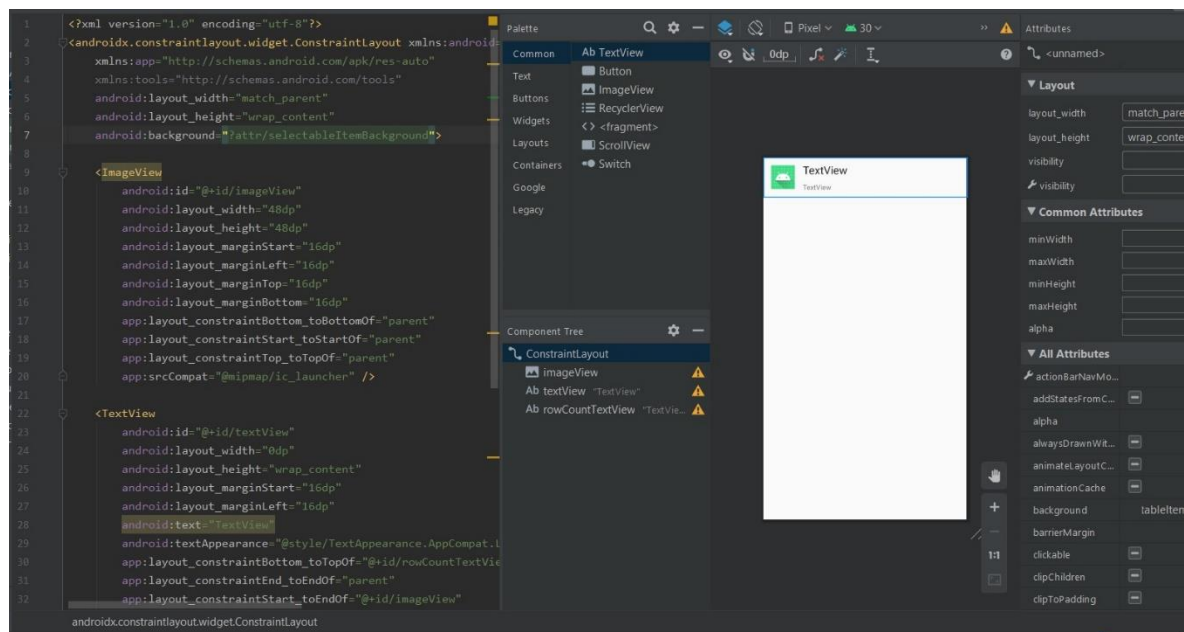 1 <?xml version="1.0" encoding="utf-8"?>
2 <androidx.constraintlayout.widget.ConstraintLayout xmlns:android=
3 xmlns:app="http://schemas.android.com/apk/res-auto"
4 xmlns:tools="http://schemas.android.com/tools"
5 android:layout_width="match_parent"
6 android:layout_height="wrap_content"
7 android:background="?attr/selectableItemBackground">
8
9 <ImageView
10 android:id="@+id/imageView"
11 android:layout_width="48dp"
12 android:layout_height="48dp"
13 android:layout_marginStart="16dp"
14 android:layout_marginLeft="16dp"
15 android:layout_marginTop="16dp"
16 android:layout_marginBottom="16dp"
17 app:layout_constraintBottom_toBottomOf="parent"
18 app:layout_constraintStart_toStartOf="parent"
19 app:layout_constraintTop_toTopOf="parent"
20 app:srcCompat="@mipmap/ic_launcher" />
21
22 <TextView
23 android:id="@+id/textView"
24 android:layout_width="0dp"
25 android:layout_height="wrap_content"
26 android:layout_marginStart="16dp"
27 android:layout_marginLeft="16dp"
28 android:text="TextView"
29 android:textAppearance="@style/TextAppearance.AppCompat.L
30 app:layout_constraintBottom_toTopOf="@+id/rowCountTextVie
31 app:layout_constraintEnd_toEndOf="parent"
32 app:layout_constraintStart_toEndOf="@+id/imageView"
androidx.constraintlayout.widget.ConstraintLayout
Palette
Common
Text
Buttons
Widgets
Layouts
Containers
Google
Legacy
Ab TextView
Button
ImageView
RecyclerView
<> <fragment>
ScrollView
Switch
Component Tree
ConstraintLayout
imageView
Ab textView "TextView"
Ab rowCountTextView "TextVie...
Pixel 30
0dp
TextView
TextView
1:1
Attributes
<unnamed>
Layout
layout_width match_pare
layout_height wrap_conte
visibility
visibility
Common Attributes
minWidth
maxWidth
minHeight
maxHeight
alpha
All Attributes
actionBarNavMo...
addStatesFromC...
alpha
alwaysDrawnWit...
animateLayoutC...
animationCache
background tableItem
barrierMargin
clickable
clipChildren
clipToPadding